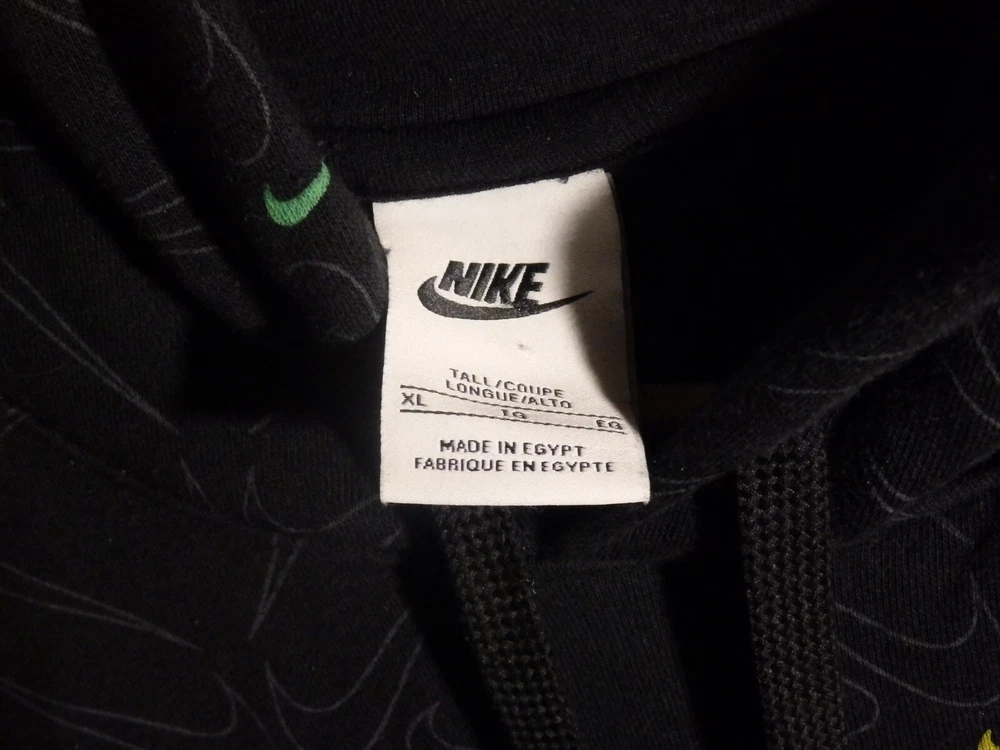 NIKE
TALL/COUPE
LONGUE/ALTO
XL TG EG
MADE IN EGYPT
FABRIQUE EN EGYPTE